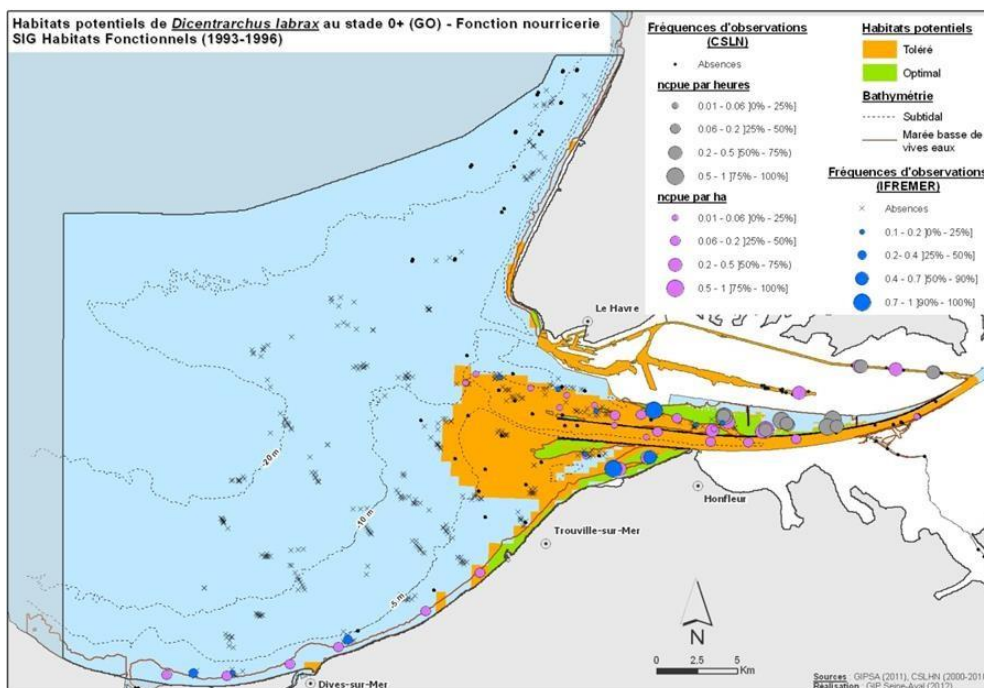 Habitats potentiels de Dicentrarchus labrax au stade 0+ (GO) - Fonction nourricerie
SIG Habitats Fonctionnels (1993-1996)
Fréquences d'observations
(CSLN)
Absences
ncpue par heures
0.01 - 0.06 ]0% - 25%]
0.06 - 0.2 ]25% - 50%]
0.2 - 0.5 ]50% - 75%)
0.5 - 1 ]75% - 100%]
ncpue par ha
0.01 - 0.06 ]0% - 25%]
0.06 - 0.2 ]25% - 50%]
0.2 - 0.5 ]50% - 75%)
0.5 - 1 ]75% - 100%]
Habitats potentiels
Toléré
Optimal
Bathymétrie
Subtidal
Marée basse de
vives eaux
Fréquences d'observations
(IFREMER)
Absences
0.1 - 0.2 ]0% - 25%]
0.2 - 0.4 ]25% - 50%]
0.4 - 0.7 ]50% - 90%]
0.7 - 1 ]90% - 100%]
Le Havre
-20 m
-10 m
-5 m
Honfleur
Trouville-sur-Mer
Dives-sur-Mer
N
0 2.5 5
Km
Sources : GIPSA (2011), CSLHN (2000-2010)
Réalisation : GIP Seine-Aval (2012)